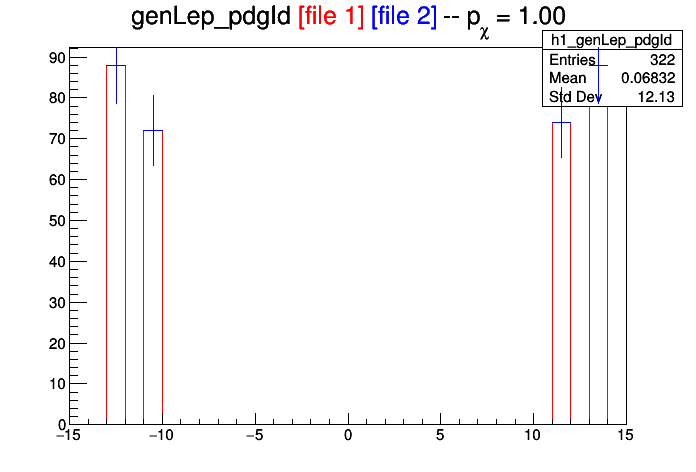 genLep_pdgId [file 1] [file 2] -- pχ = 1.00
h1_genLep_pdgId
Entries 322
Mean 0.06832
Std Dev 12.13
90
80
70
60
50
40
30
20
10
0
−15 −10 −5 0 5 10 15